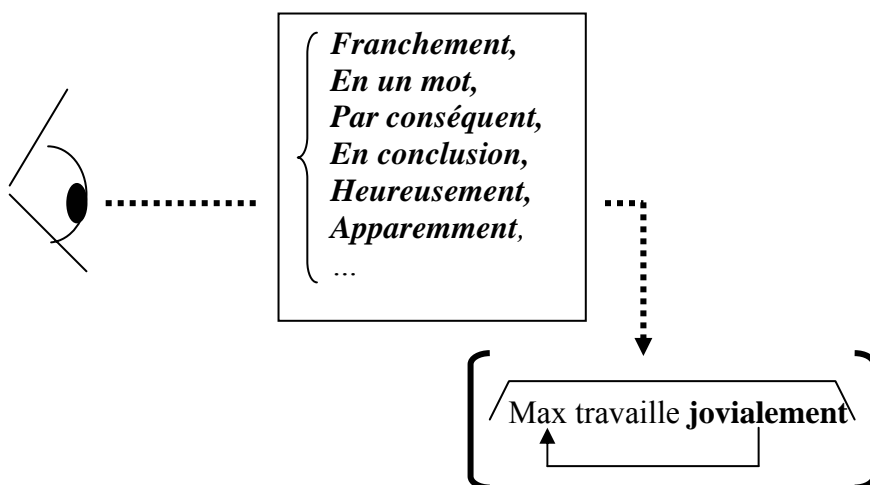 Franchement,
En un mot,
Par conséquent,
En conclusion,
Heureusement,
Apparemment,
...
Max travaille jovialement